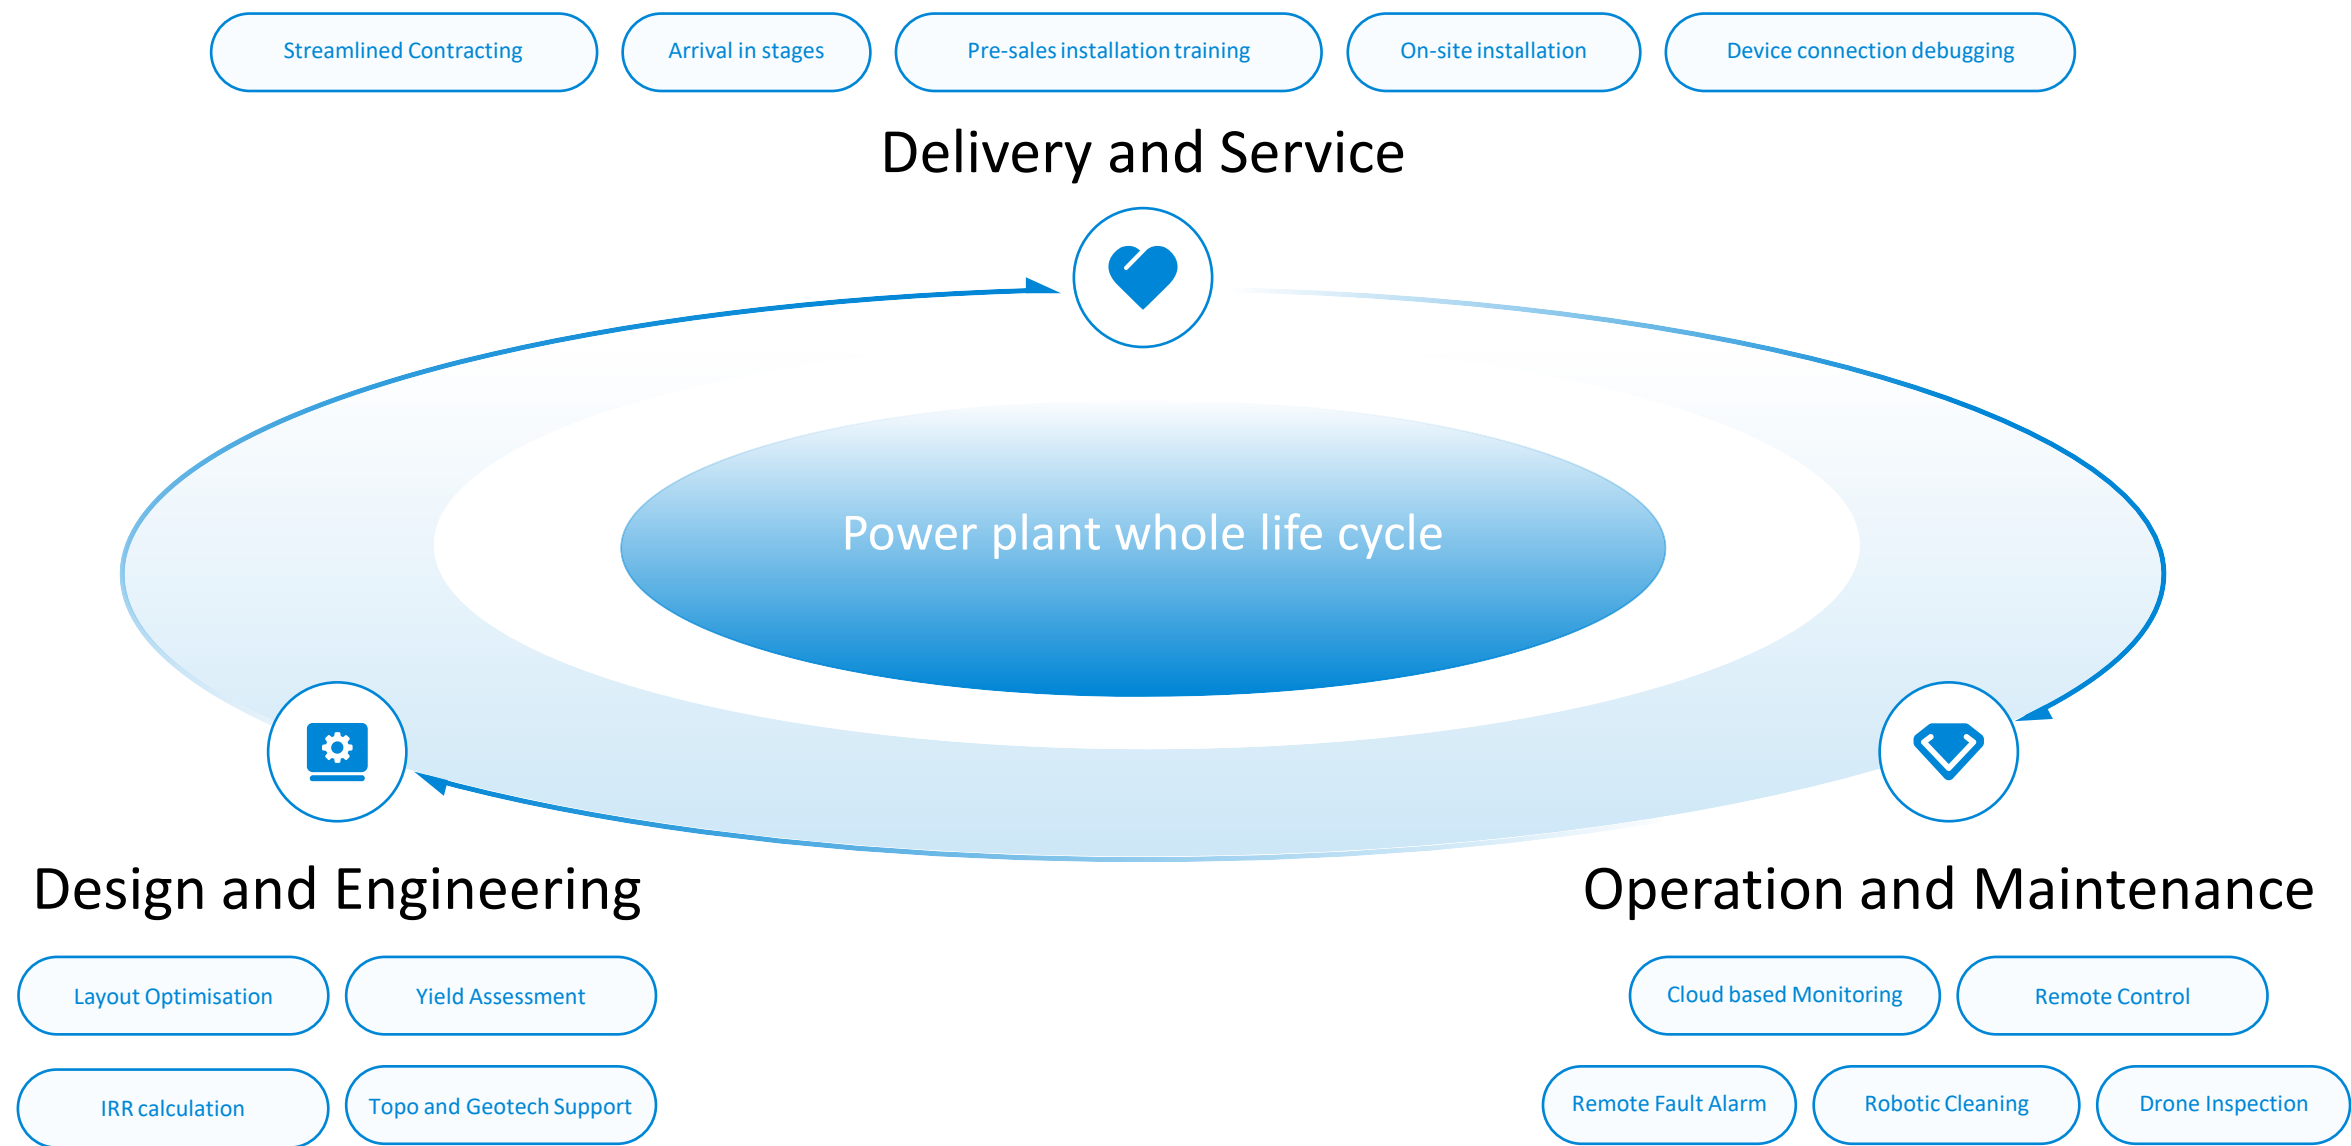 Streamlined Contracting
Arrival in stages
Pre-sales installation training
On-site installation
Device connection debugging
Delivery and Service
Power plant whole life cycle
Design and Engineering
Layout Optimisation
Yield Assessment
IRR calculation
Topo and Geotech Support
Operation and Maintenance
Cloud based Monitoring
Remote Control
Remote Fault Alarm
Robotic Cleaning
Drone Inspection